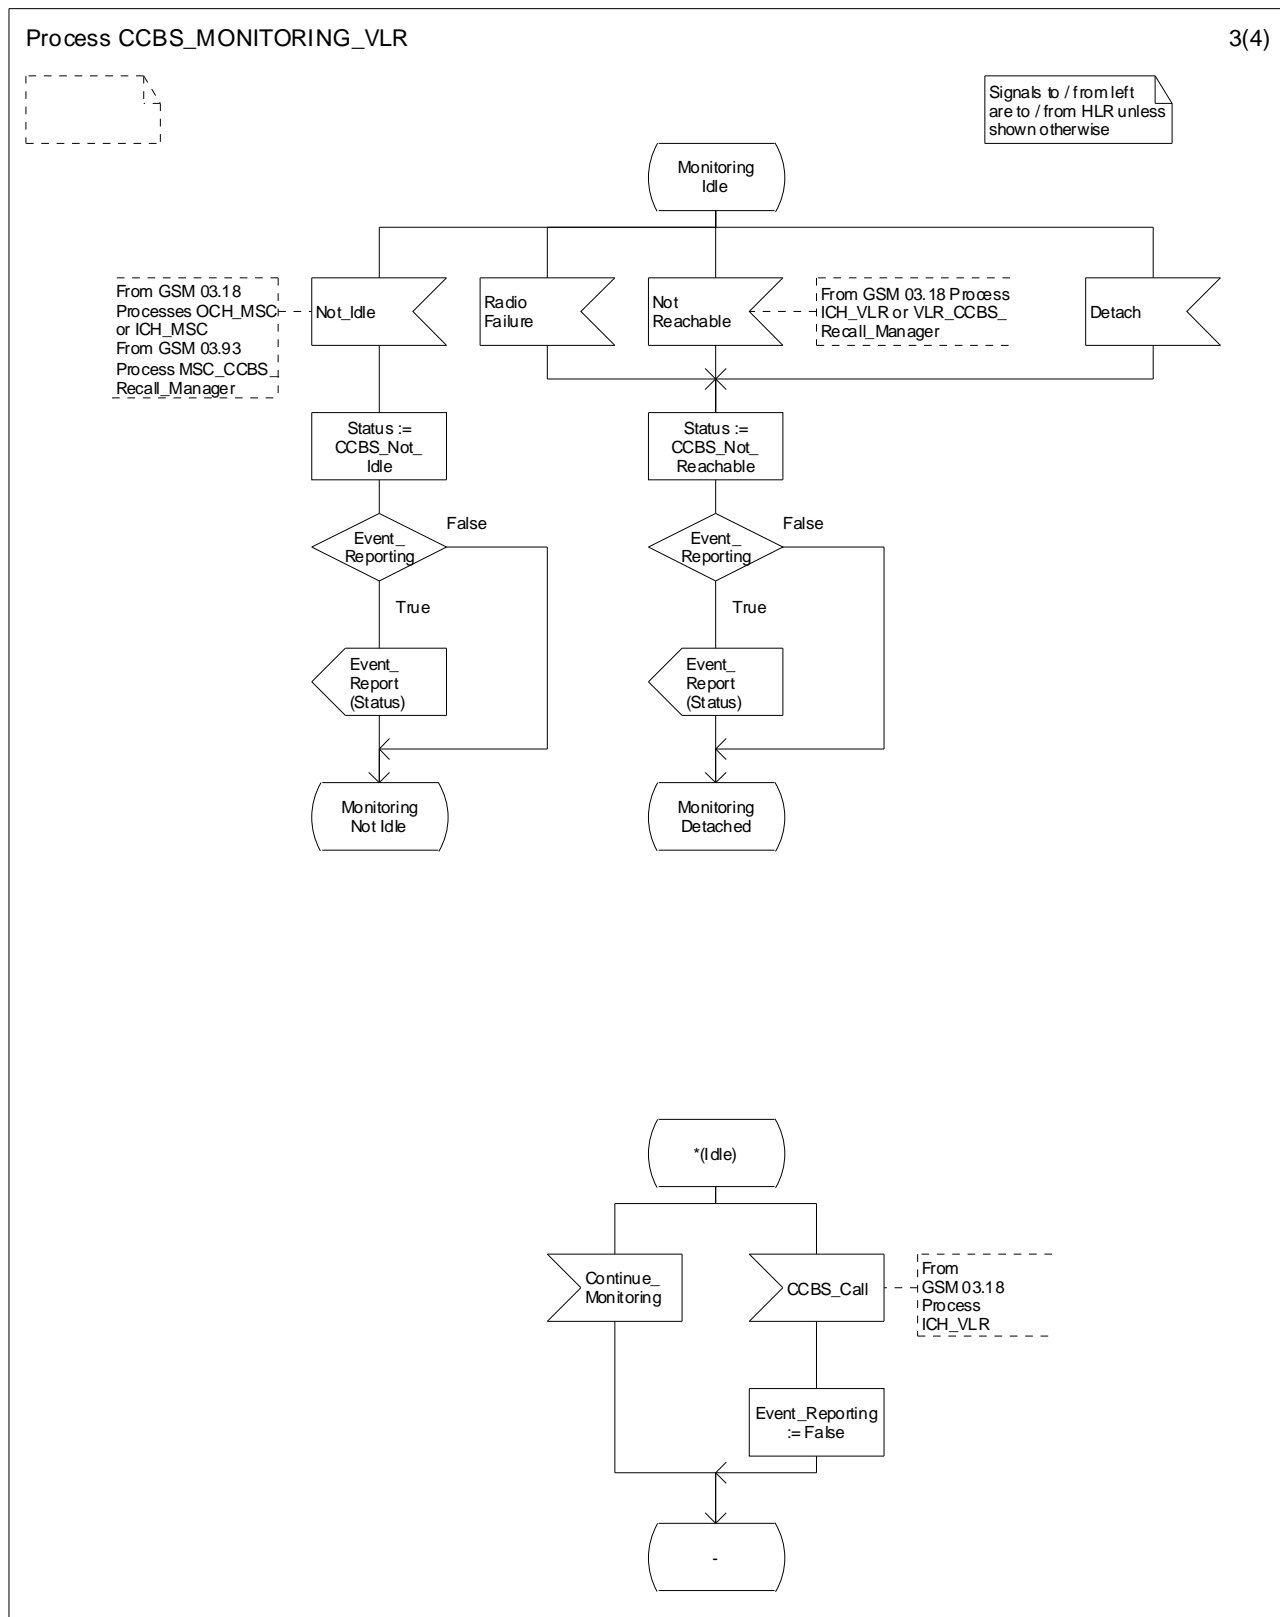 Process CCBS_MONITORING_VLR
3(4)
Signals to / from left
are to / from HLR unless
shown otherwise
Monitoring
Idle
From GSM 03.18
Processes OCH_MSC
or ICH_MSC
From GSM 03.93
Process MSC_CCBS_
Recall_Manager
Not_Idle
Radio
Failure
Not
Reachable
From GSM 03.18 Process
ICH_VLR or VLR_CCBS_
Recall_Manager
Detach
Status :=
CCBS_Not_
Idle
Status :=
CCBS_Not_
Reachable
Event_
Reporting
False
True
Event_
Reporting
False
True
Event_
Report
(Status)
Event_
Report
(Status)
Monitoring
Not Idle
Monitoring
Detached
*(Idle)
Continue_
Monitoring
CCBS_Call
From
GSM 03.18
Process
ICH_VLR
Event_Reporting
:= False
-